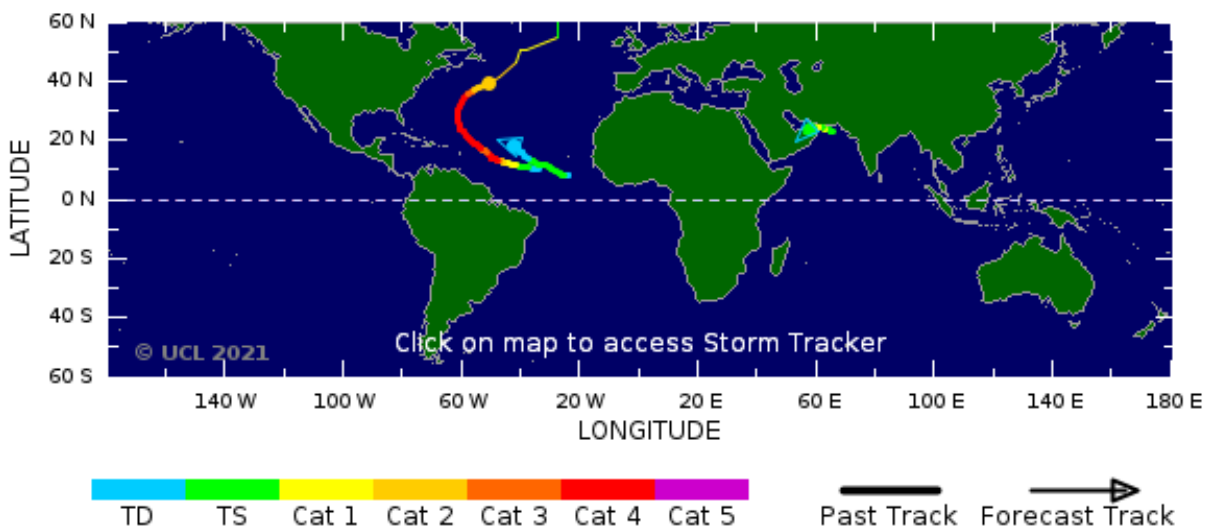 60 N
40 N
20 N
0 N
20 S
40 S
60 S
LATITUDE
Click on map to access Storm Tracker
© UCL 2021
140 W 100 W 60 W 20 W 20 E 60 E 100 E 140 E 180 E
LONGITUDE
TD TS Cat 1 Cat 2 Cat 3 Cat 4 Cat 5 Past Track Forecast Track